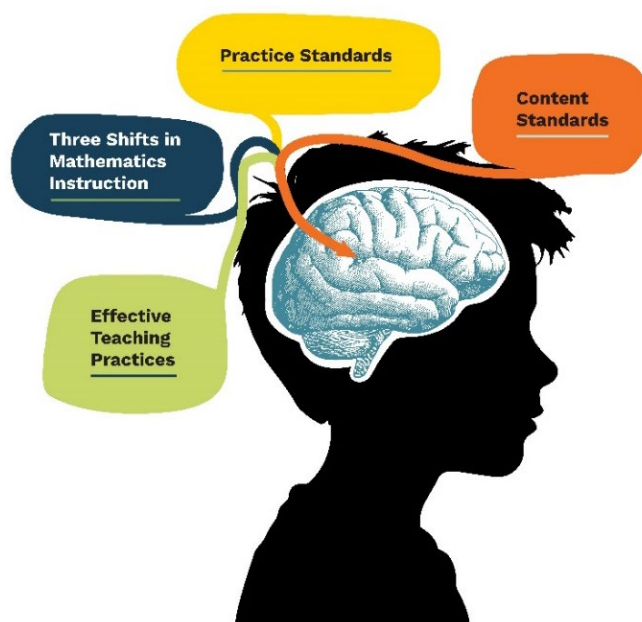 Practice Standards
Content
Standards
Three Shifts in
Mathematics
Instruction
Effective
Teaching
Practices